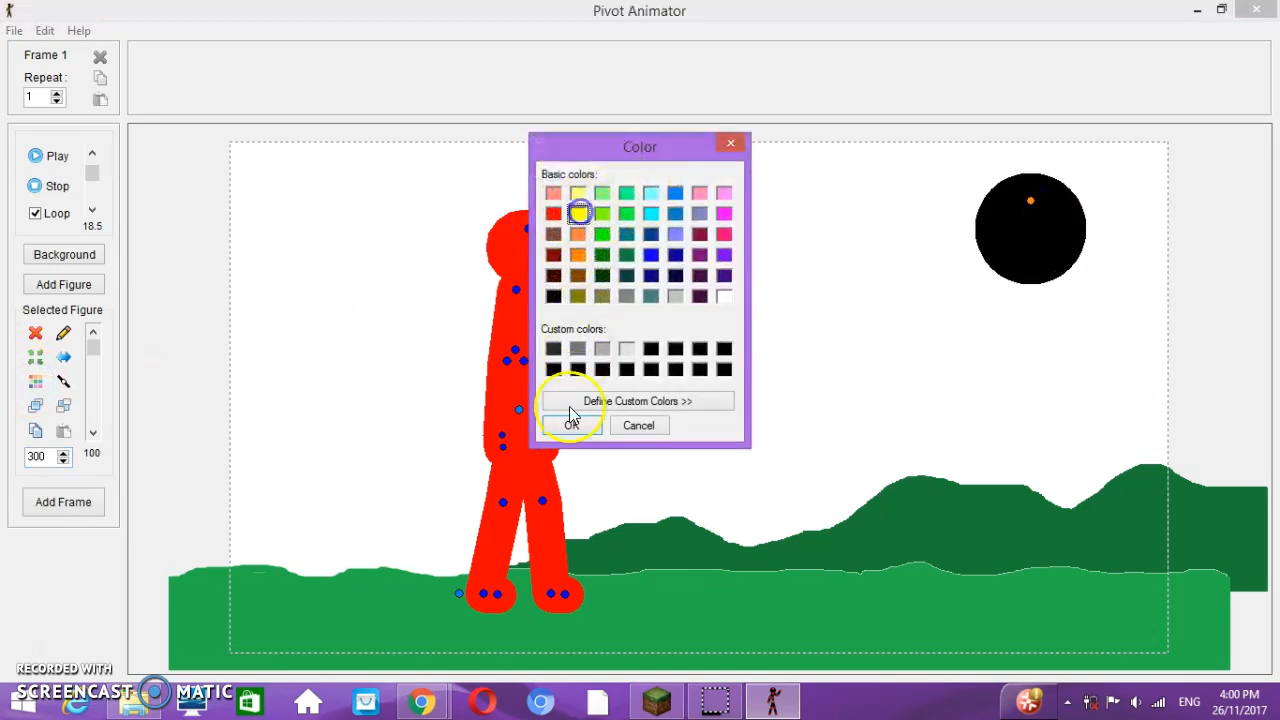 Pivot Animator
File Edit Help
Frame 1
Repeat:
1
Play
Stop
Loop
18.5
Background
Add Figure
Selected Figure
300
100
Add Frame
Color
Basic colors:
Custom colors:
Define Custom Colors >>
OK
Cancel
RECORDED WITH
SCREENCAST MATIC
ENG
4:00 PM
26/11/2017